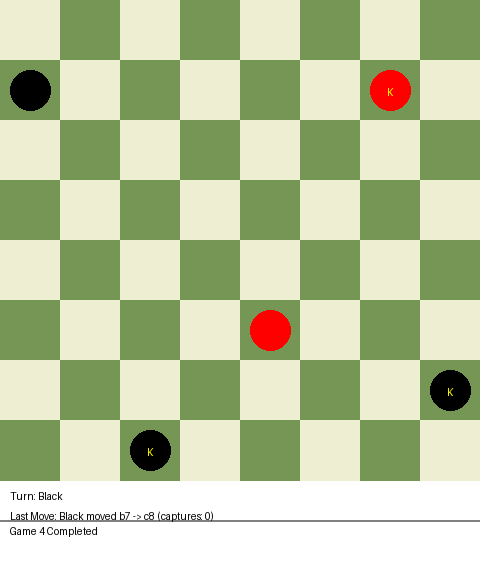 K
K
K
Turn: Black
Last Move: Black moved b7 -> c8 (captures: 0)
Game 4 Completed